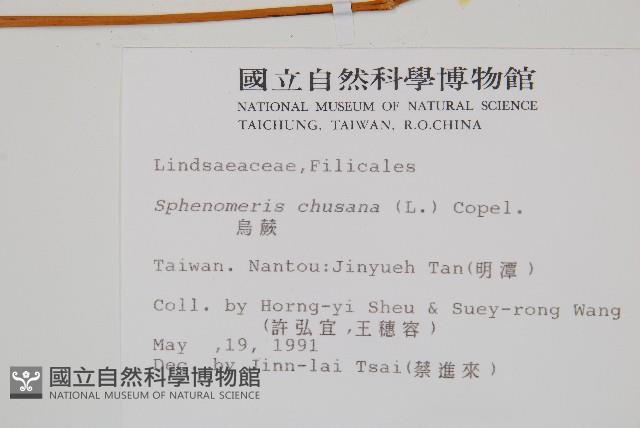 國立自然科學博物館
NATIONAL MUSEUM OF NATURAL SCIENCE
TAICHUNG, TAIWAN, R.O.CHINA
Lindsaeaceae,Filicales
Sphenomeris chusana (L.) Copel.
烏蕨
Taiwan. Nantou:Jinyueh Tan(明潭)
Coll. by Horng-yi Sheu & Suey-rong Wang
(許弘宜,王穗容)
May ,19, 1991
Dec. by Jinn-lai Tsai(蔡進來)
國立自然科學博物館
NATIONAL MUSEUM OF NATURAL SCIENCE